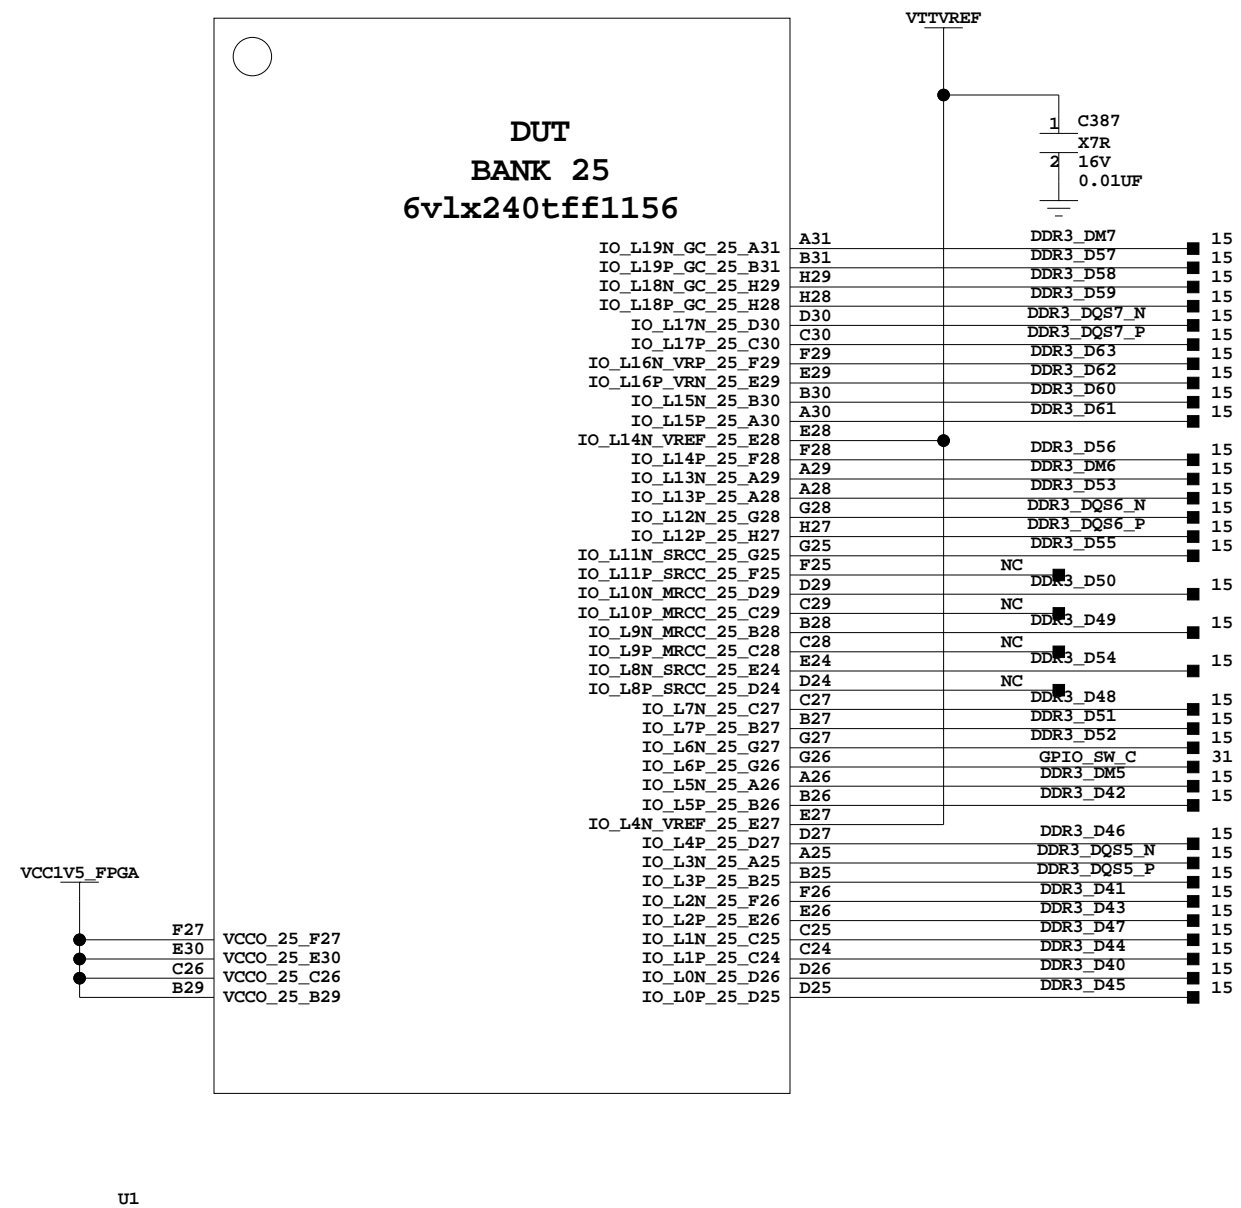 VTTVREF
1 C387
X7R
2 16V
0.01UF
DUT
BANK 25
6vlx240tff1156
IO_L19N_GC_25_A31 A31 DDR3_DM7 15
IO_L19P_GC_25_B31 B31 DDR3_D57 15
IO_L18N_GC_25_H29 H29 DDR3_D58 15
IO_L18P_GC_25_H28 H28 DDR3_D59 15
IO_L17N_25_D30 D30 DDR3_DQS7_N 15
IO_L17P_25_C30 C30 DDR3_DQS7_P 15
IO_L16N_VRP_25_F29 F29 DDR3_D63 15
IO_L16P_VRN_25_E29 E29 DDR3_D62 15
IO_L15N_25_B30 B30 DDR3_D60 15
IO_L15P_25_A30 A30 DDR3_D61 15
IO_L14N_VREF_25_E28 E28
IO_L14P_25_F28 F28 DDR3_D56 15
IO_L13N_25_A29 A29 DDR3_DM6 15
IO_L13P_25_A28 A28 DDR3_D53 15
IO_L12N_25_G28 G28 DDR3_DQS6_N 15
IO_L12P_25_H27 H27 DDR3_DQS6_P 15
IO_L11N_SRCC_25_G25 G25 DDR3_D55 15
IO_L11P_SRCC_25_F25 F25 NC
IO_L10N_MRCC_25_D29 D29 DDR3_D50 15
IO_L10P_MRCC_25_C29 C29 NC
IO_L9N_MRCC_25_B28 B28 DDR3_D49 15
IO_L9P_MRCC_25_C28 C28 NC
IO_L8N_SRCC_25_E24 E24 DDR3_D54 15
IO_L8P_SRCC_25_D24 D24 NC
IO_L7N_25_C27 C27 DDR3_D48 15
IO_L7P_25_B27 B27 DDR3_D51 15
IO_L6N_25_G27 G27 DDR3_D52 15
IO_L6P_25_G26 G26 GPIO_SW_C 31
IO_L5N_25_A26 A26 DDR3_DM5 15
IO_L5P_25_B26 B26 DDR3_D42 15
IO_L4N_VREF_25_E27 E27
IO_L4P_25_D27 D27 DDR3_D46 15
IO_L3N_25_A25 A25 DDR3_DQS5_N 15
IO_L3P_25_B25 B25 DDR3_DQS5_P 15
IO_L2N_25_F26 F26 DDR3_D41 15
IO_L2P_25_E26 E26 DDR3_D43 15
IO_L1N_25_C25 C25 DDR3_D47 15
IO_L1P_25_C24 C24 DDR3_D44 15
IO_L0N_25_D26 D26 DDR3_D40 15
IO_L0P_25_D25 D25 DDR3_D45 15
VCC1V5_FPGA
F27 VCCO_25_F27
E30 VCCO_25_E30
C26 VCCO_25_C26
B29 VCCO_25_B29
U1